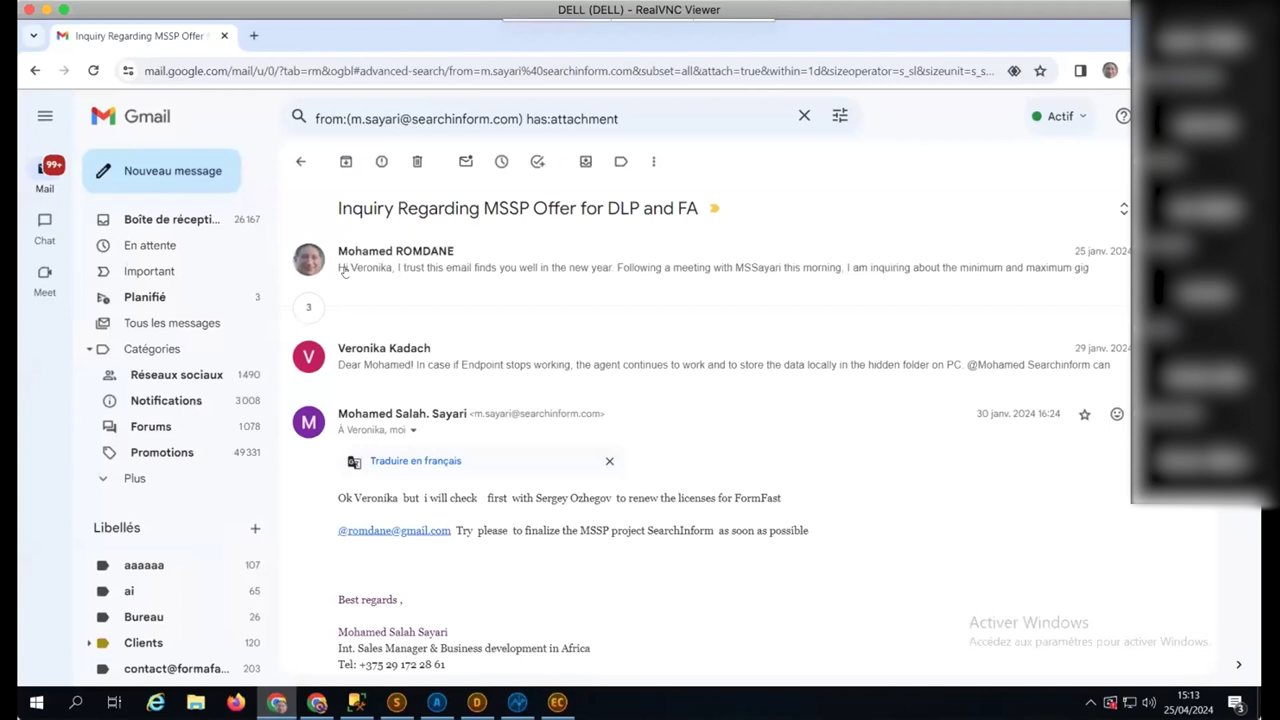 DELL (DELL) - RealVNC Viewer
Inquiry Regarding MSSP Offer
mail.google.com/mail/u/0/?tab=rm&ogbl#advanced-search/from=m.sayari%40searchinform.com&subset=all&attach=true&within=1d&sizeoperator=s_sl&sizeunit=s_s...
Gmail
from:(m.sayari@searchinform.com) has:attachment
Actif
99+
Mail
Chat
Meet
Nouveau message
Boîte de récepti... 26 167
En attente
Important
Planifié 3
Tous les messages
Catégories
Réseaux sociaux 1 490
Notifications 3 008
Forums 1 078
Promotions 49 331
Plus
Libellés
aaaaaa 107
ai 65
Bureau 26
Clients 120
contact@formafa... 203
Inquiry Regarding MSSP Offer for DLP and FA
Mohamed ROMDANE 25 janv. 2024
Hi Veronika, I trust this email finds you well in the new year. Following a meeting with MSSayari this morning, I am inquiring about the minimum and maximum gig
3
Veronika Kadach 29 janv. 2024
Dear Mohamed! In case if Endpoint stops working, the agent continues to work and to store the data locally in the hidden folder on PC. @Mohamed Searchinform can
V
M
Mohamed Salah. Sayari <m.sayari@searchinform.com> 30 janv. 2024 16:24
À Veronika, moi
Traduire en français
Ok Veronika but i will check first with Sergey Ozhegov to renew the licenses for FormFast
@romdane@gmail.com Try please to finalize the MSSP project SearchInform as soon as possible
Best regards ,
Mohamed Salah Sayari
Int. Sales Manager & Business development in Africa
Tel: +375 29 172 28 61
Activer Windows
Accédez aux paramètres pour activer Windows.
S
A
D
EC
15:13
25/04/2024
3